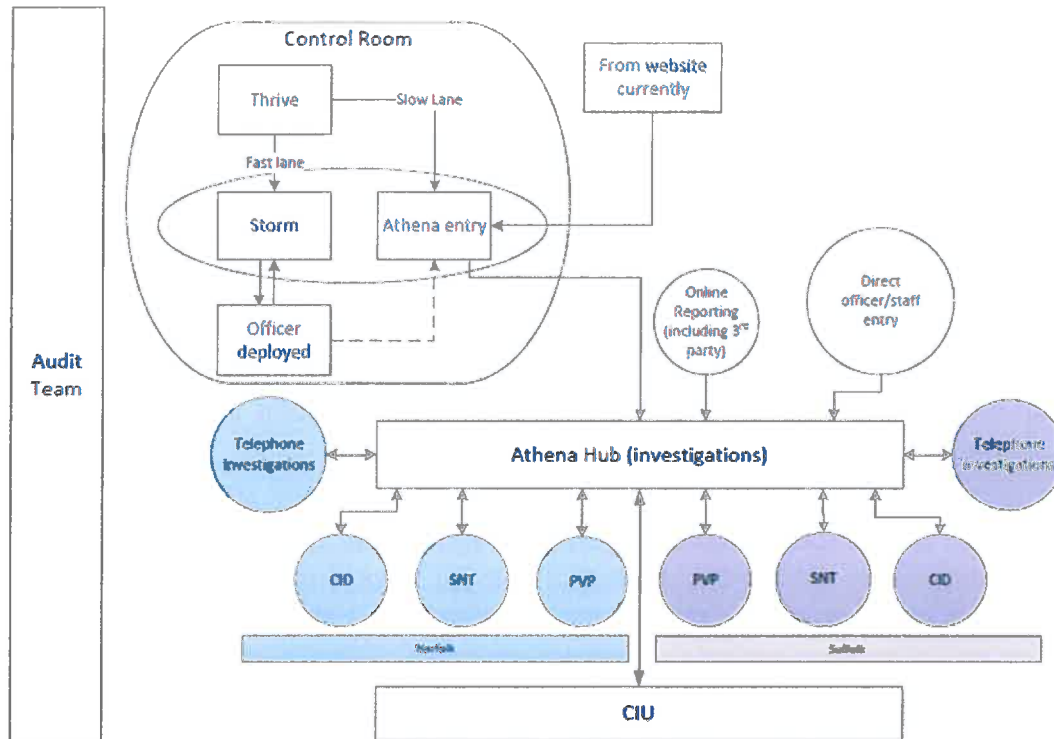 Control Room
From website
currently
Thrive
Slow Lane
Fast lane
Storm
Athena entry
Online
Reporting
(including 3rd
party)
Direct
officer/staff
entry
Officer
deployed
Audit
Team
Telephone
Investigations
Athena Hub (investigations)
Telephone
Investigations
CID
SNT
PVP
PVP
SNT
CID
Norfolk
Suffolk
CIU